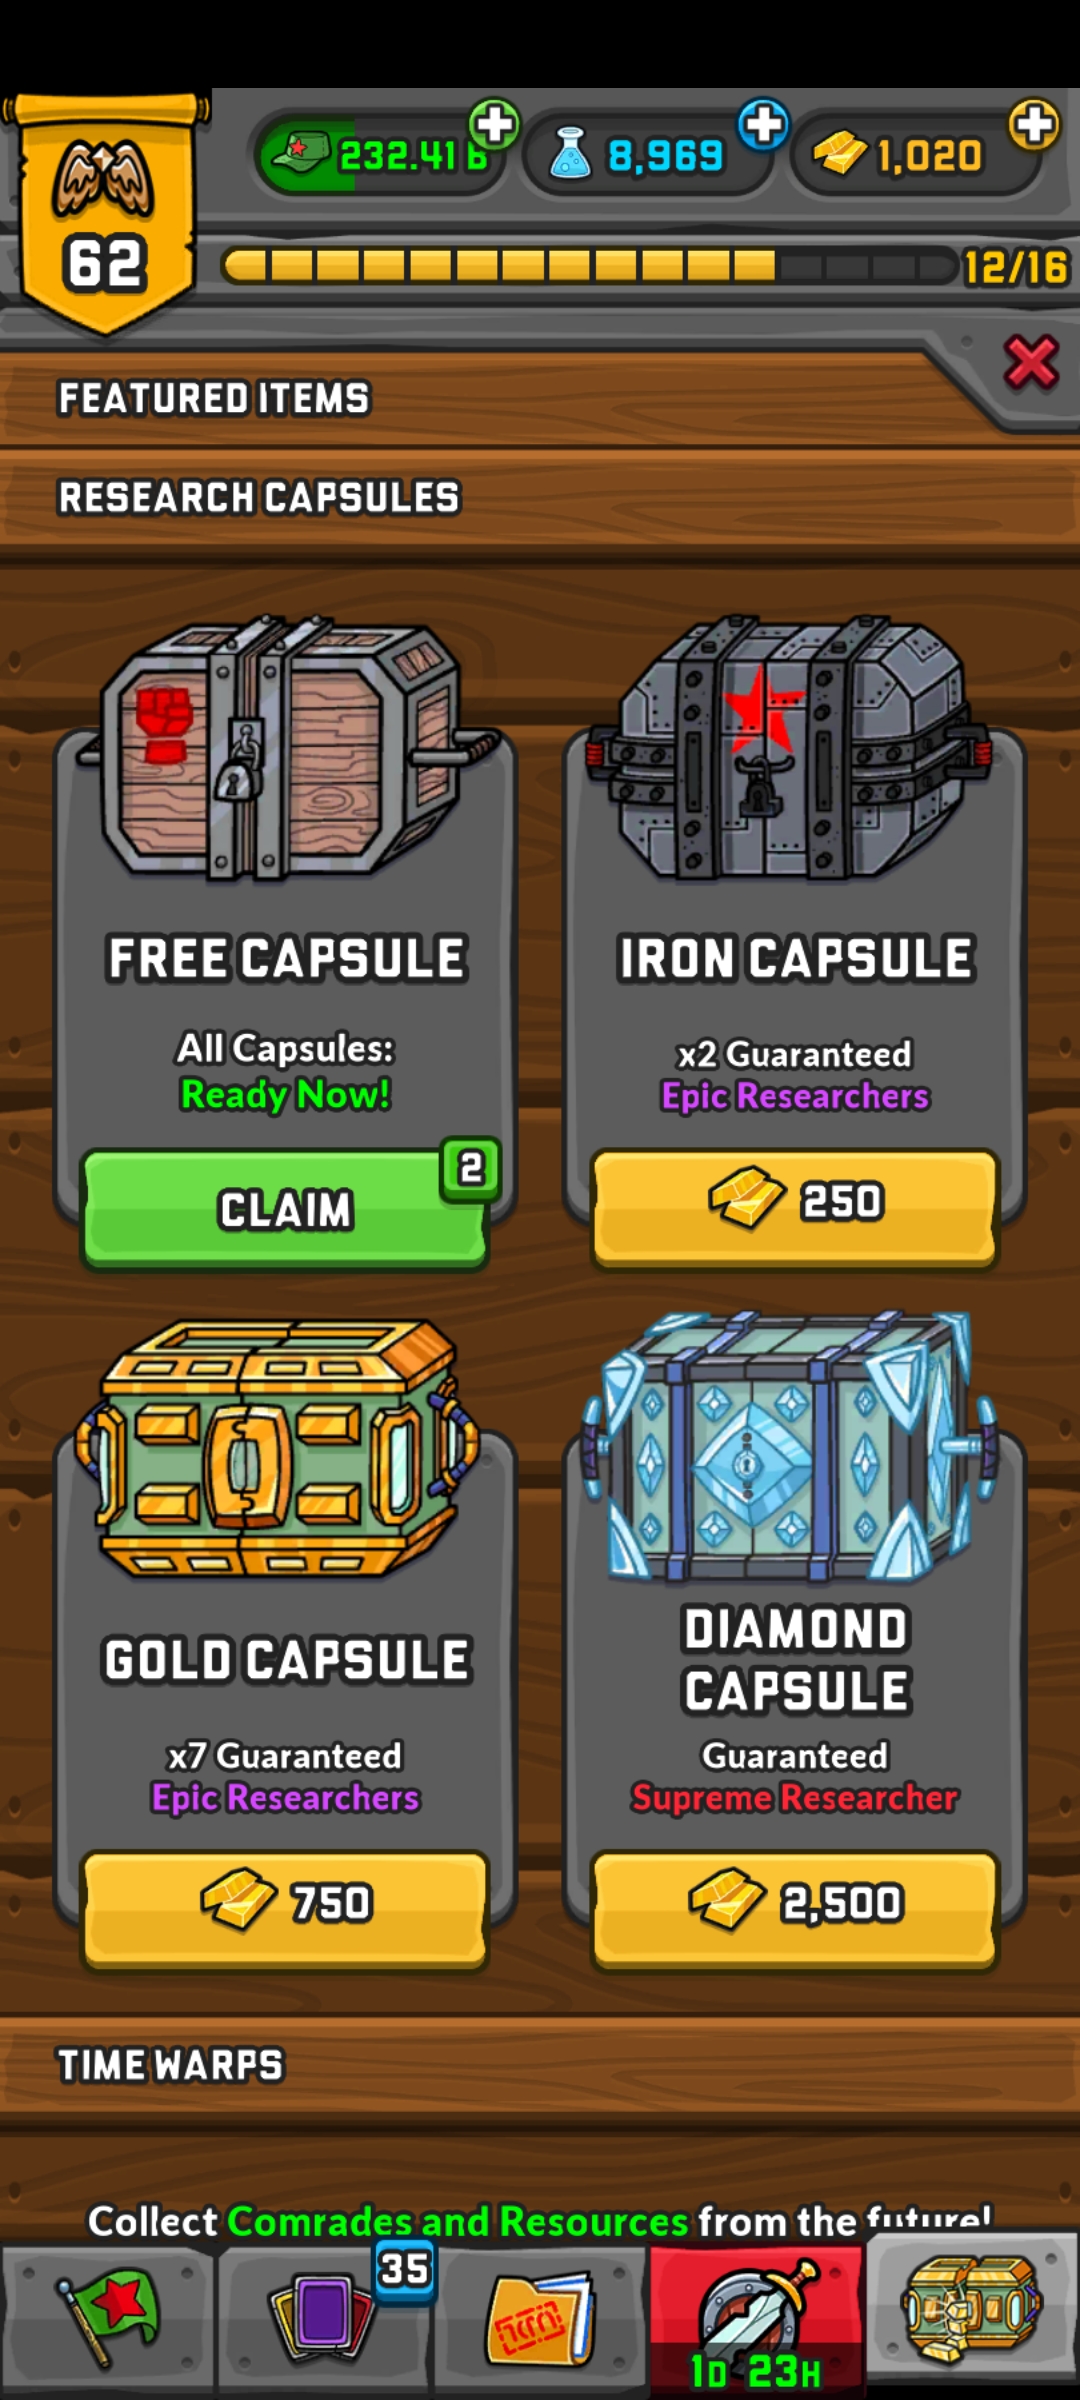 232.41 B
8,969
1,020
62
12/16
FEATURED ITEMS
RESEARCH CAPSULES
FREE CAPSULE
All Capsules:
Ready Now!
CLAIM
2
IRON CAPSULE
x2 Guaranteed
Epic Researchers
250
GOLD CAPSULE
x7 Guaranteed
Epic Researchers
750
DIAMOND
CAPSULE
Guaranteed
Supreme Researcher
2,500
TIME WARPS
Collect Comrades and Resources from the future!
35
1D 23H